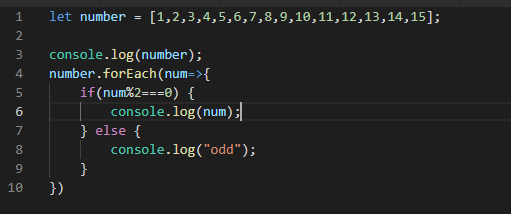 1 let number = [1,2,3,4,5,6,7,8,9,10,11,12,13,14,15];
2
3 console.log(number);
4 number.forEach(num=>{
5     if(num%2===0) {
6         console.log(num);
7     } else {
8         console.log("odd");
9     }
10 })